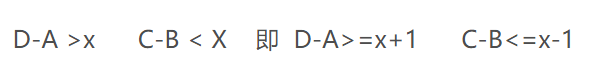 D-A >x C-B < X 即 D-A>=x+1 C-B<=x-1